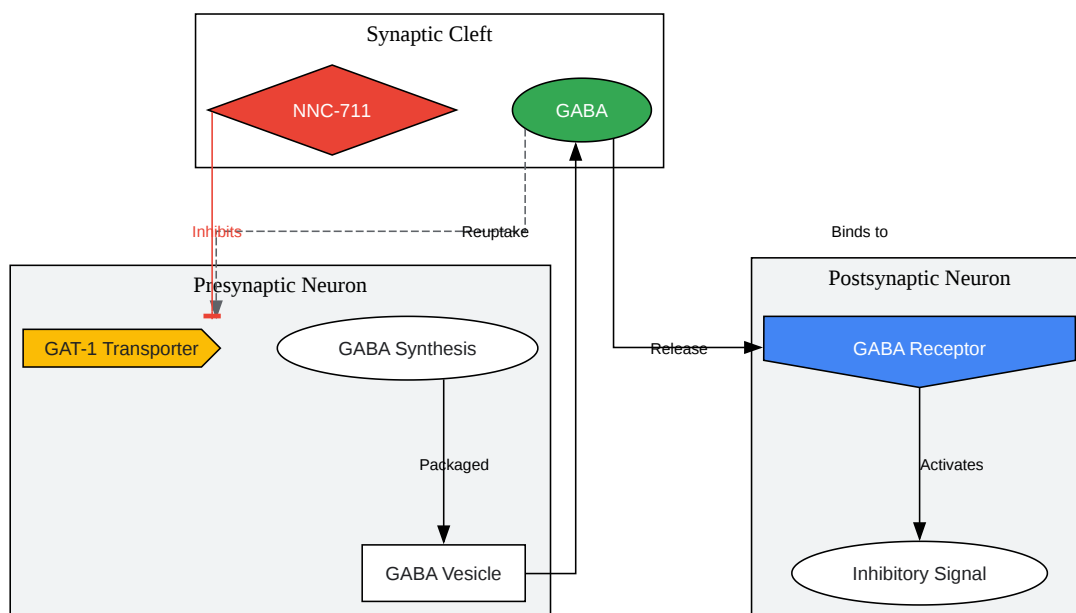 Synaptic Cleft
NNC-711
GABA
Inhibits
Reuptake
Binds to
Presynaptic Neuron
Postsynaptic Neuron
GAT-1 Transporter
GABA Synthesis
Release
GABA Receptor
Packaged
Activates
GABA Vesicle
Inhibitory Signal